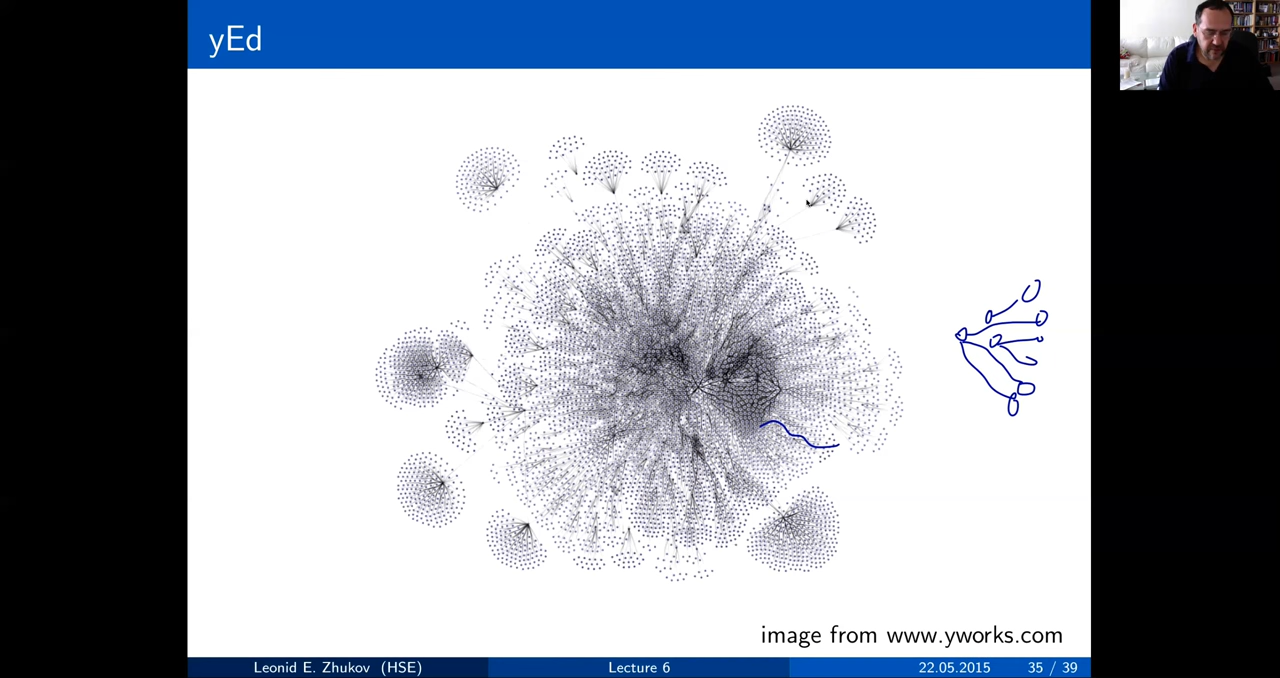 yEd
image from www.yworks.com
Leonid E. Zhukov (HSE) Lecture 6 22.05.2015 35 / 39